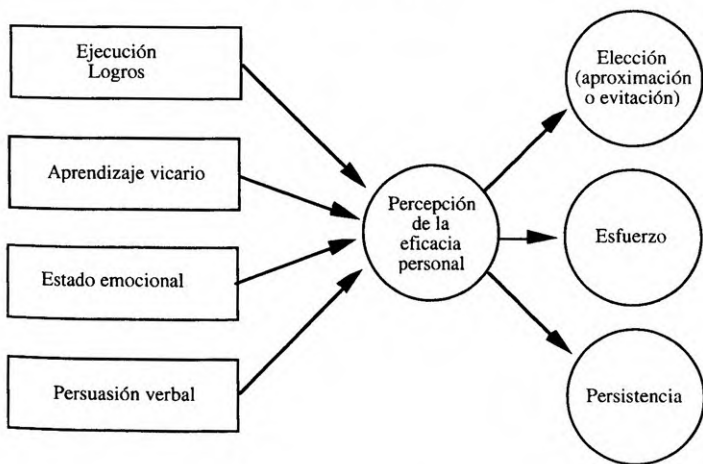 Ejecución
Logros
Aprendizaje vicario
Estado emocional
Persuasión verbal
Percepción
de la
eficacia
personal
Elección
(aproximación
o evitación)
Esfuerzo
Persistencia